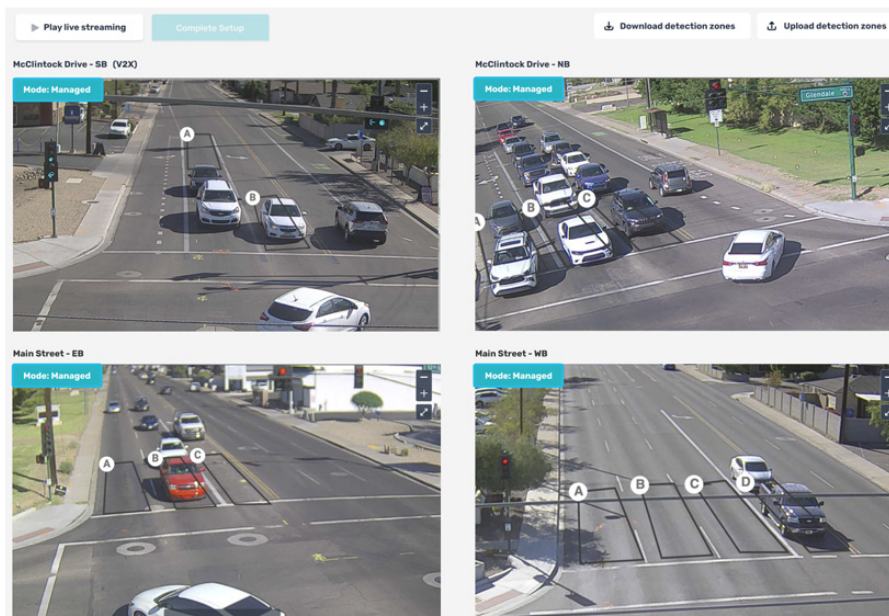 Play live streaming
Complete Setup
Download detection zones
Upload detection zones
McClintock Drive - SB (V2X)
McClintock Drive - NB
Mode: Managed
A
B
Mode: Managed
Glendale
A
B
C
Main Street - EB
Main Street - WB
Mode: Managed
A
B
C
Mode: Managed
A
B
C
D